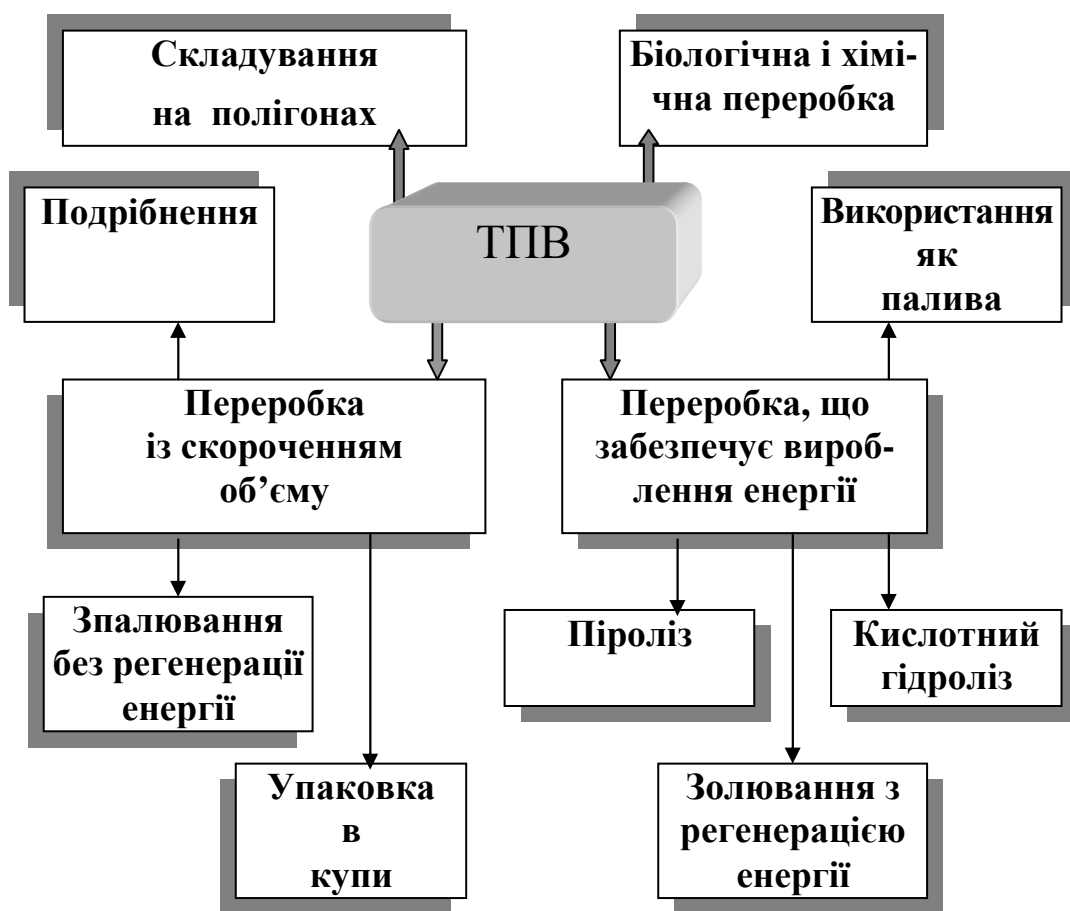 Складування
на полігонах
Біологічна і хімі-
чна переробка
Подрібнення
ТПВ
Використання
як
палива
Переробка
із скороченням
об’єму
Переробка, що
забезпечує вироб-
лення енергії
Зпалювання
без регенерації
енергії
Піроліз
Кислотний
гідроліз
Упаковка
в
купи
Золювання з
регенерацією
енергії